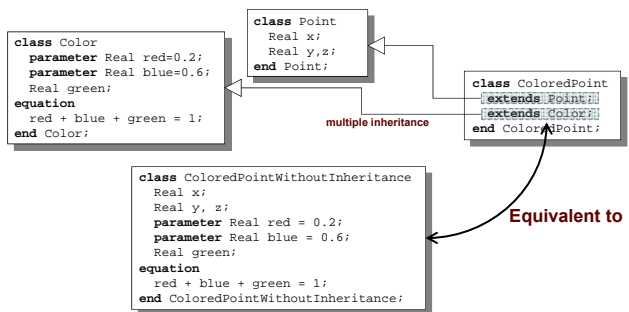 class Point
  Real x;
  Real y,z;
end Point;
class Color
  parameter Real red=0.2;
  parameter Real blue=0.6;
  Real green;
equation
  red + blue + green = 1;
end Color;
class ColoredPoint
  extends Point;
  extends Color;
end ColoredPoint;
multiple inheritance
class ColoredPointWithoutInheritance
  Real x;
  Real y, z;
  parameter Real red = 0.2;
  parameter Real blue = 0.6;
  Real green;
equation
  red + blue + green = 1;
end ColoredPointWithoutInheritance;
Equivalent to